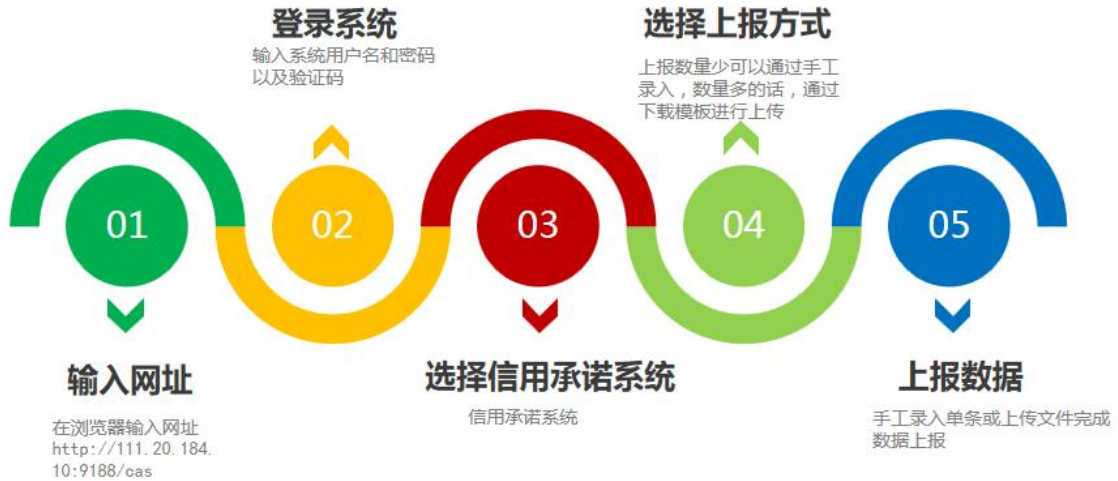 登录系统
输入系统用户名和密码
以及验证码
选择上报方式
上报数量少可以通过手工
录入，数量多的话，通过
下载模板进行上传
01
02
03
04
05
输入网址
在浏览器输入网址
http://111.20.184.
10:9188/cas
选择信用承诺系统
信用承诺系统
上报数据
手工录入单条或上传文件完成
数据上报